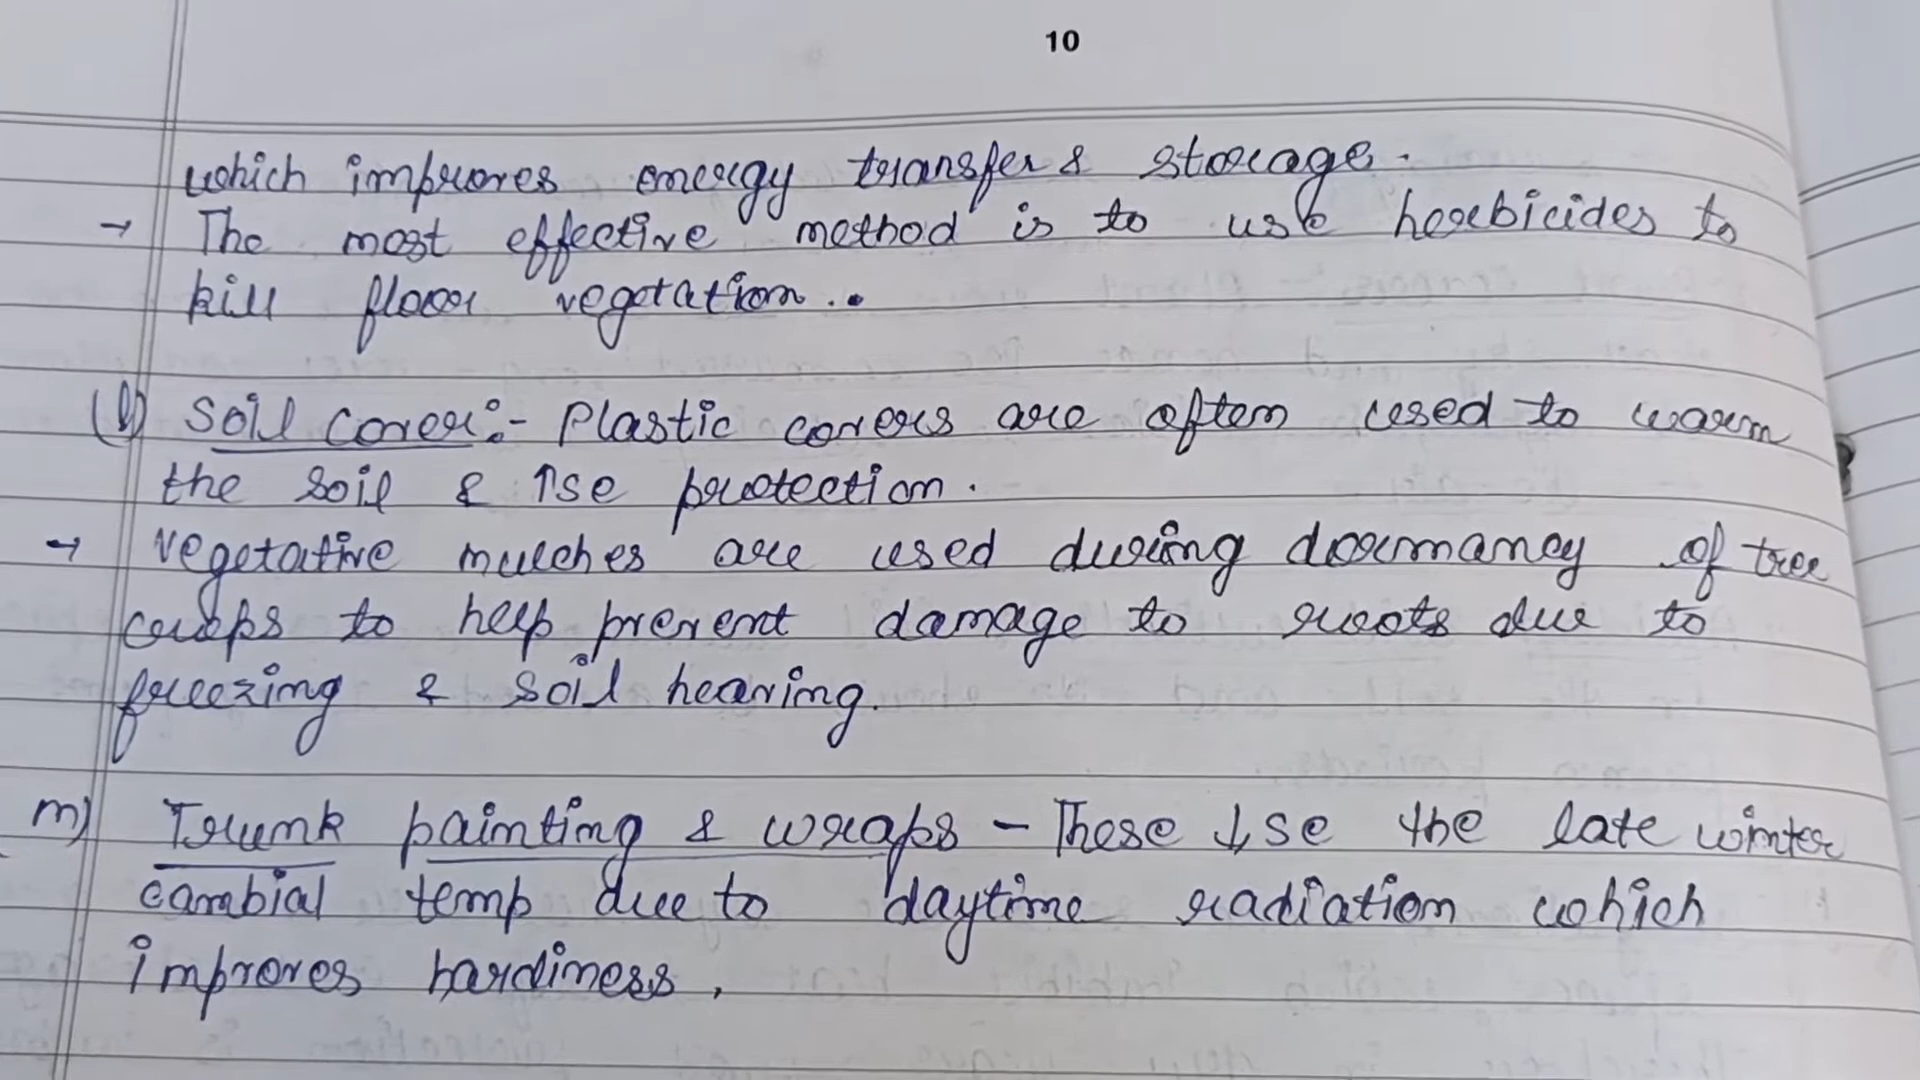 10
which improves energy transfer & storage.
→ The most effective method is to use herbicides to
kill floor vegetation..
(l) Soil Cover:- Plastic covers are often used to warm
the soil & ↑se protection.
→ Vegetative mulches are used during dormancy of tree
crops to help prevent damage to roots due to
freezing & soil heaving.
m) Trunk painting & wraps - These ↓se the late winter
cambial temp due to daytime radiation which
improves hardiness.